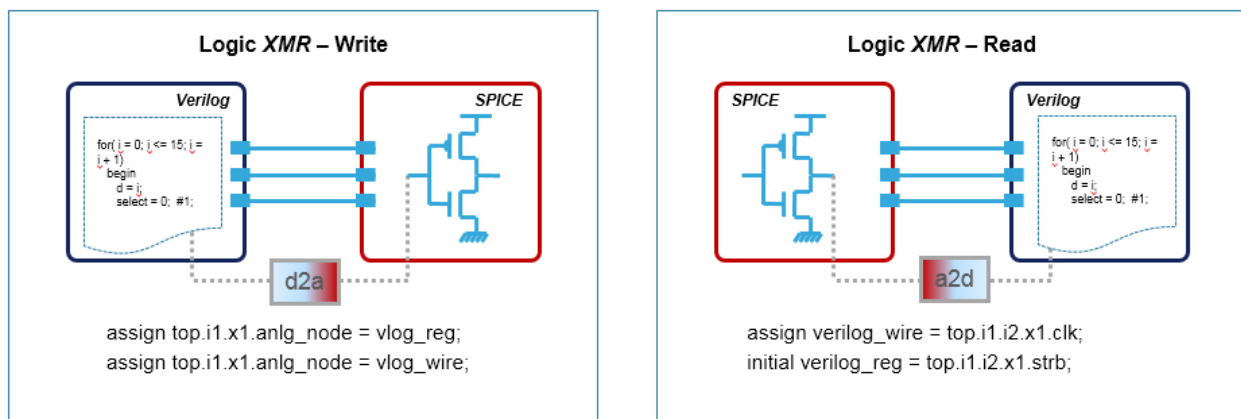 Logic XMR – Write
Verilog
SPICE
for( i = 0; i <= 15; i =
i + 1)
begin
d = i;
select = 0; #1;
d2a
assign top.i1.x1.anlg_node = vlog_reg;
assign top.i1.x1.anlg_node = vlog_wire;
Logic XMR – Read
SPICE
Verilog
for( i = 0; i <= 15; i =
i + 1)
begin
d = i;
select = 0; #1;
a2d
assign verilog_wire = top.i1.i2.x1.clk;
initial verilog_reg = top.i1.i2.x1.strb;